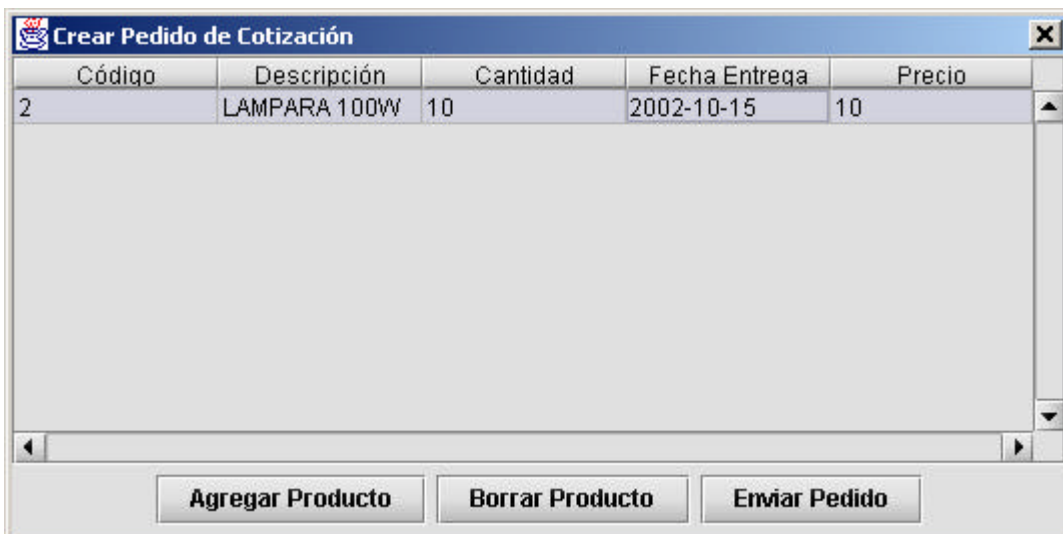 Crear Pedido de Cotización
Código Descripción Cantidad Fecha Entrega Precio
2 LAMPARA 100W 10 2002-10-15 10
Agregar Producto Borrar Producto Enviar Pedido